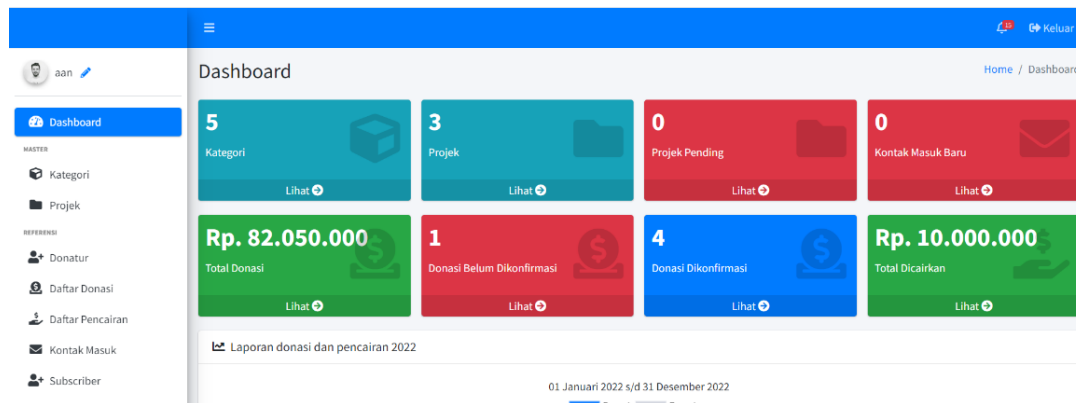 Keluar
aan
Dashboard
Home / Dashboard
Dashboard
MASTER
Kategori
Projek
REFERENSI
Donatur
Daftar Donasi
Daftar Pencairan
Kontak Masuk
Subscriber
5
Kategori
Lihat
3
Projek
Lihat
0
Projek Pending
Lihat
0
Kontak Masuk Baru
Lihat
Rp. 82.050.000
Total Donasi
Lihat
1
Donasi Belum Dikonfirmasi
Lihat
4
Donasi Dikonfirmasi
Lihat
Rp. 10.000.000
Total Dicairkan
Lihat
Laporan donasi dan pencairan 2022
01 Januari 2022 s/d 31 Desember 2022